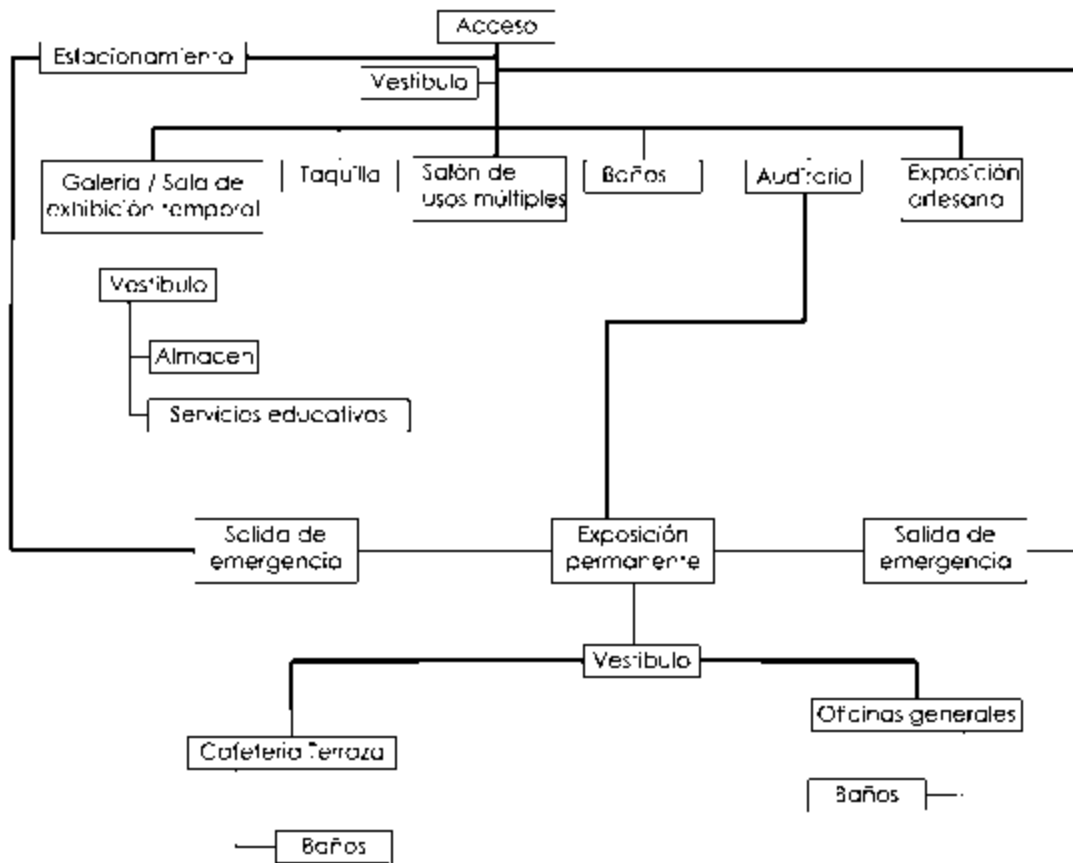 Acceso
Estacionamiento
Vestibulo
Galeria / Sala de
exhibición temporal
Taquilla
Salón de
usos múltiples
Baños
Auditorio
Exposición
artesana
Vestibulo
Almacen
Servicios educativos
Salida de
emergencia
Exposición
permanente
Salida de
emergencia
Vestibulo
Oficinas generales
Cafeteria Terraza
Baños
Baños